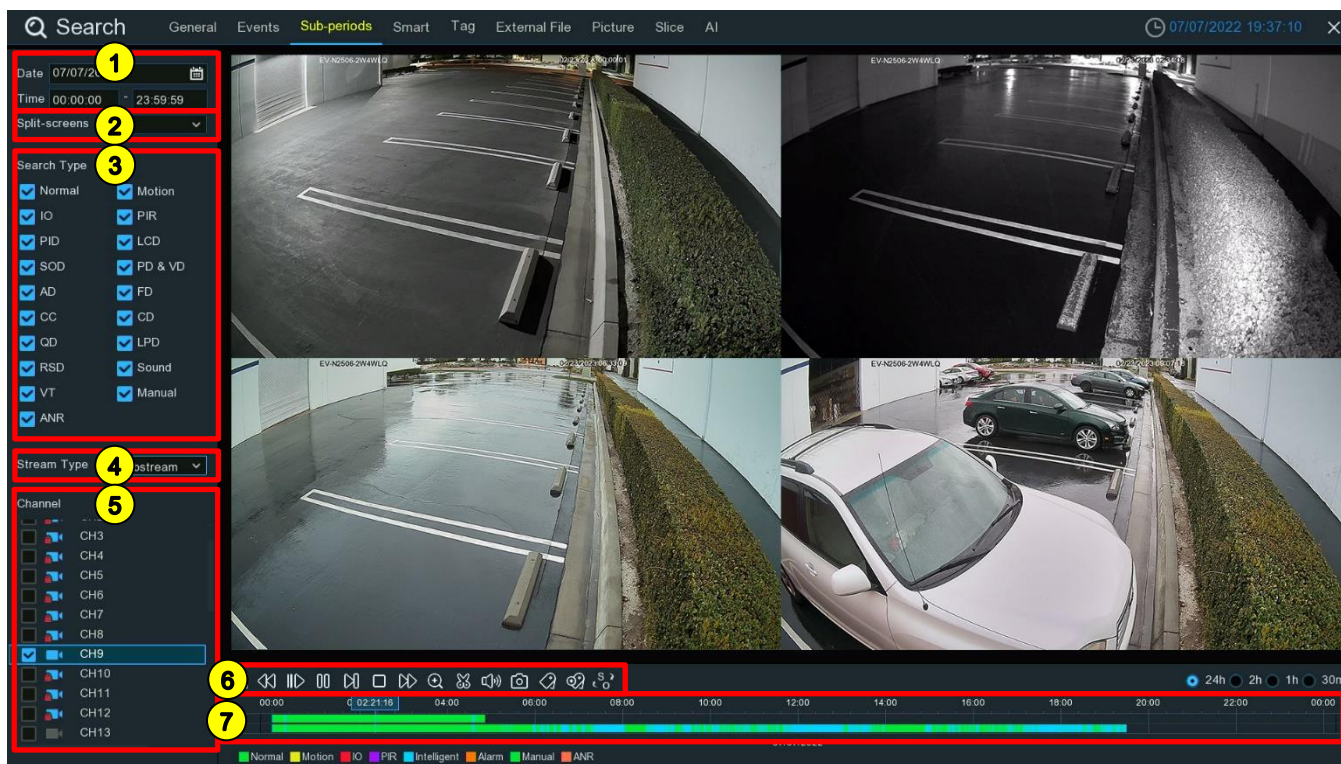 Search General Events Sub-periods Smart Tag External File Picture Slice AI 07/07/2022 19:37:10
1
Date 07/07/20
Time 00:00:00 - 23:59:59
Split-screens 2
3
Search Type
Normal Motion
IO PIR
PID LCD
SOD PD & VD
AD FD
CC CD
QD LPD
RSD Sound
VT Manual
ANR
Stream Type 4
5
Channel
CH3
CH4
CH5
CH6
CH7
CH8
CH9
CH10
CH11
CH12
CH13
EV-N2506-2W4WLQ
EV-N2506-2W4WLQ
EV-N2506-2W4WLQ
EV-N2506-2W4WLQ
6 24h 2h 1h 30m
7 00:00 02:21:16 04:00 06:00 08:00 10:00 12:00 14:00 16:00 18:00 20:00 22:00 00:00
Normal Motion IO PIR Intelligent Alarm Manual ANR